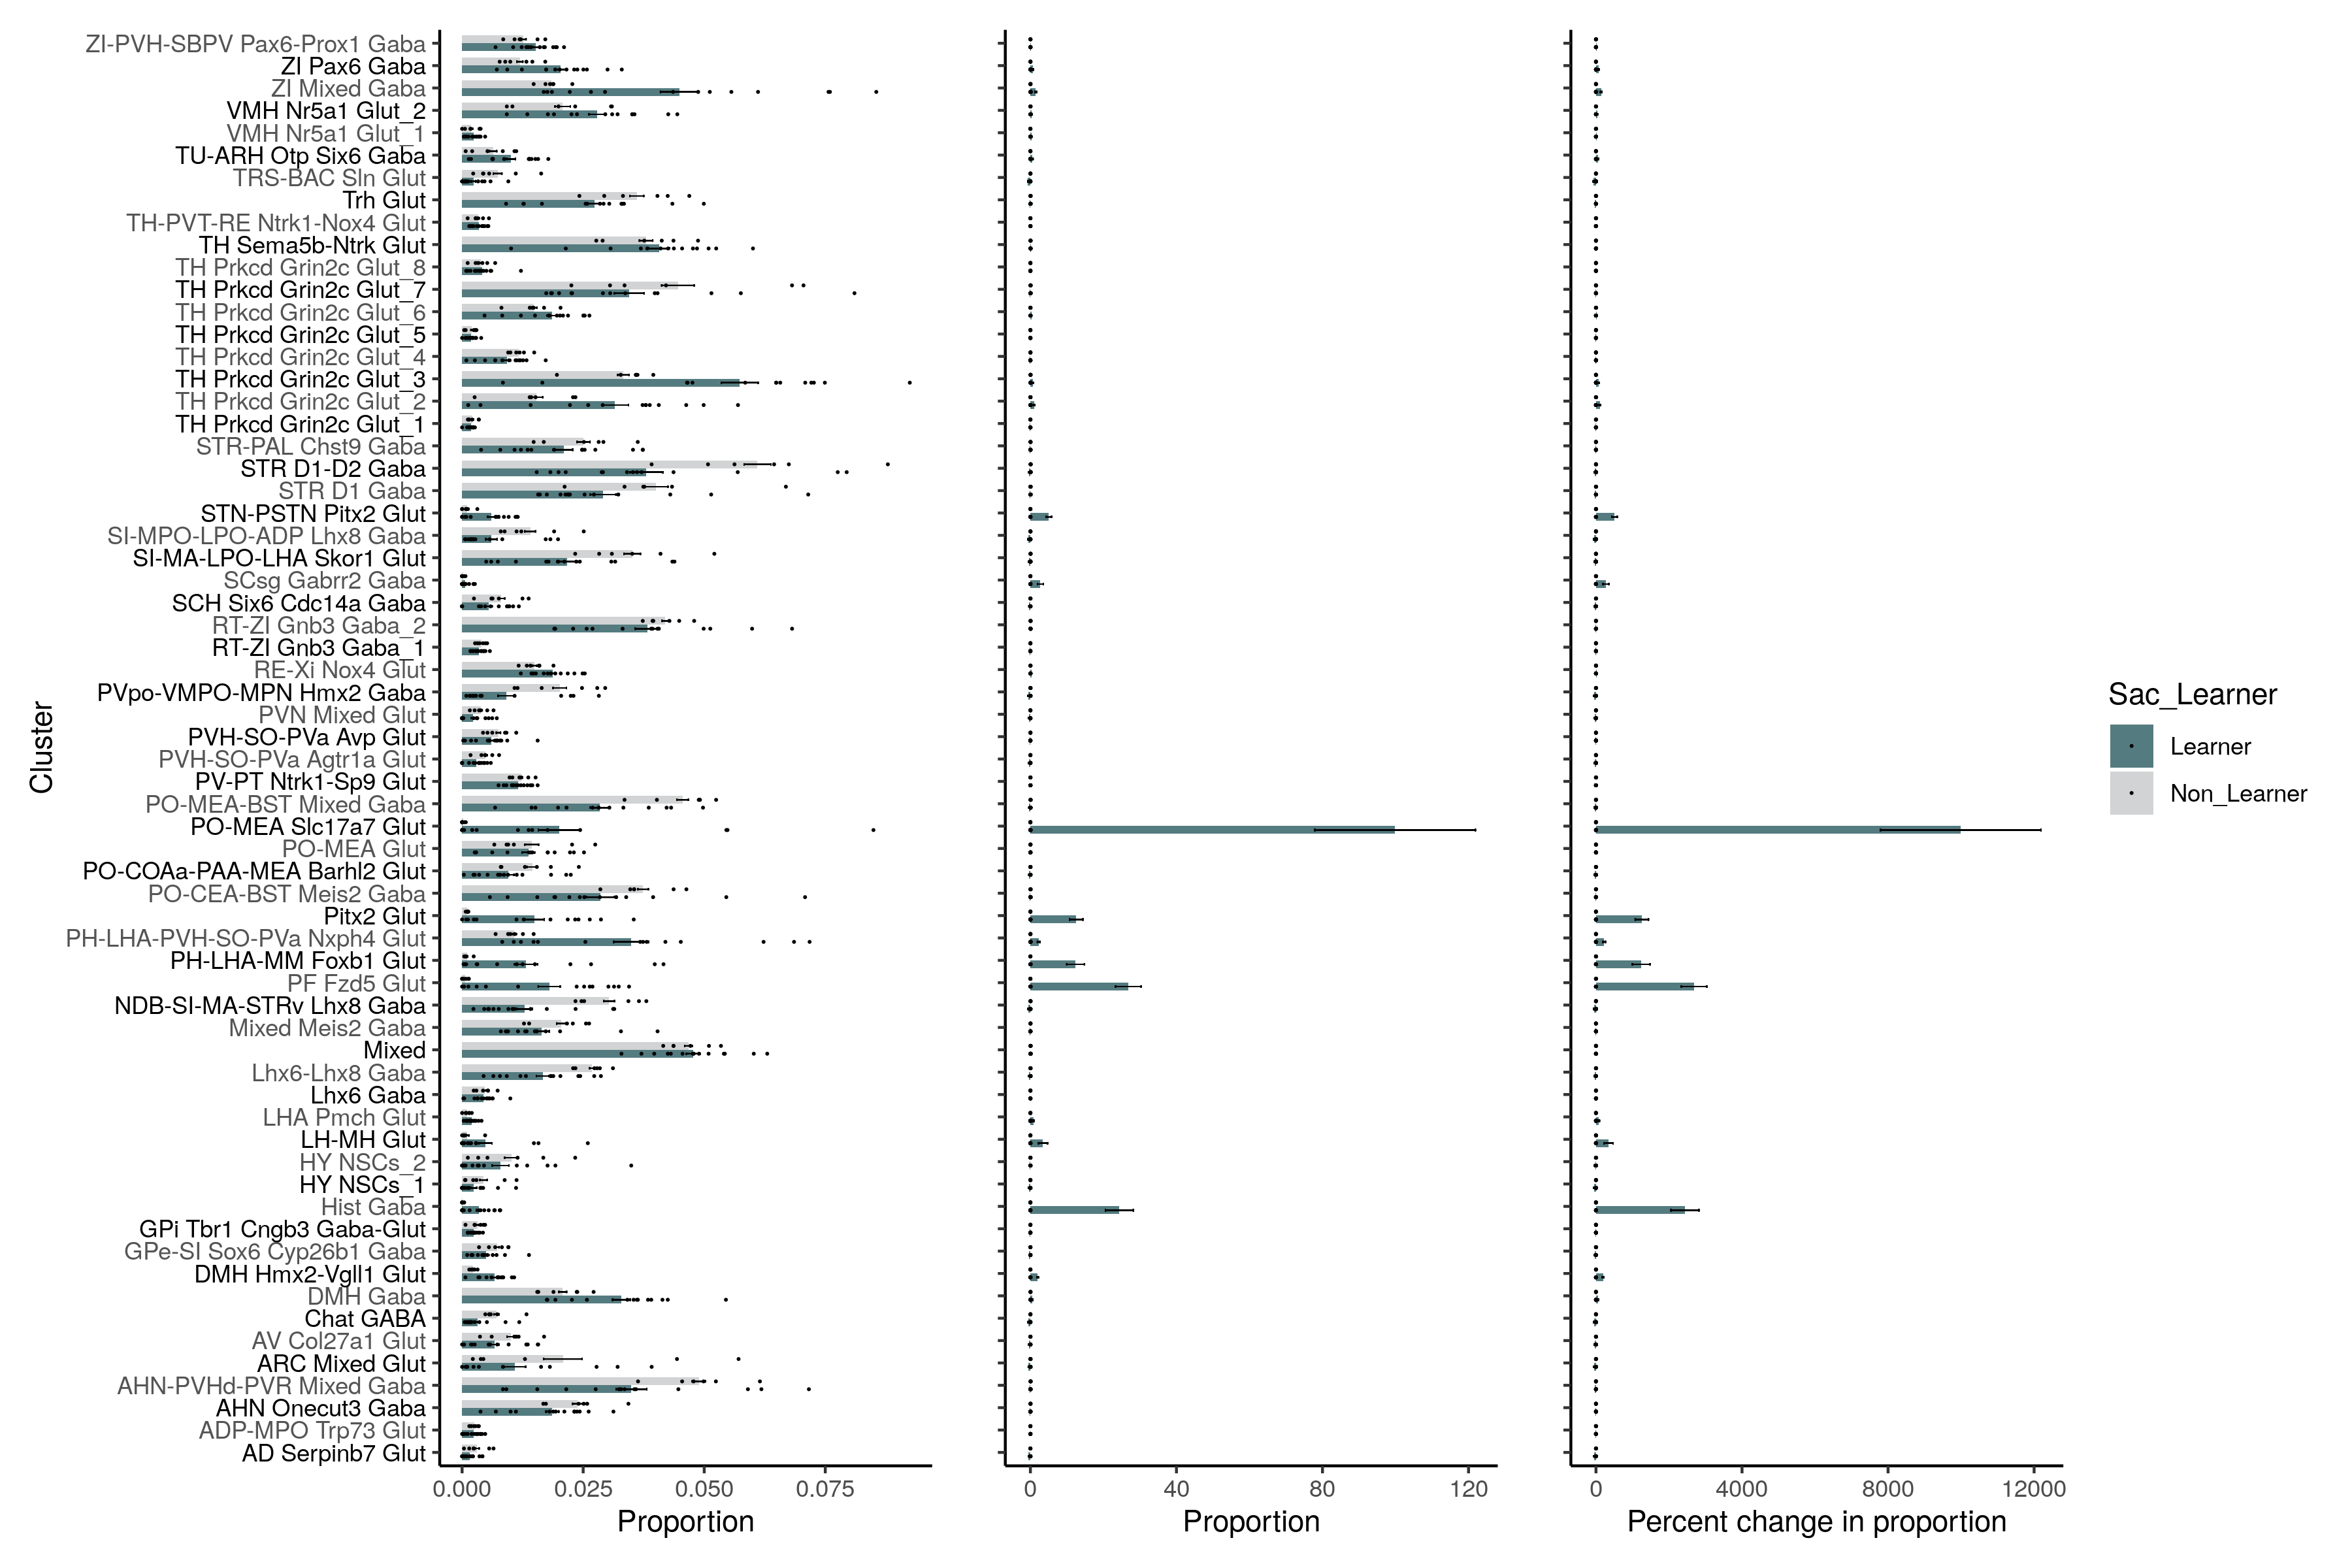 ZI-PVH-SBPV Pax6-Prox1 Gaba
ZI Pax6 Gaba
ZI Mixed Gaba
VMH Nr5a1 Glut_2
VMH Nr5a1 Glut_1
TU-ARH Otp Six6 Gaba
TRS-BAC Sln Glut
Trh Glut
TH-PVT-RE Ntrk1-Nox4 Glut
TH Sema5b-Ntrk Glut
TH Prkcd Grin2c Glut_8
TH Prkcd Grin2c Glut_7
TH Prkcd Grin2c Glut_6
TH Prkcd Grin2c Glut_5
TH Prkcd Grin2c Glut_4
TH Prkcd Grin2c Glut_3
TH Prkcd Grin2c Glut_2
TH Prkcd Grin2c Glut_1
STR-PAL Chst9 Gaba
STR D1-D2 Gaba
STR D1 Gaba
STN-PSTN Pitx2 Glut
SI-MPO-LPO-ADP Lhx8 Gaba
SI-MA-LPO-LHA Skor1 Glut
SCsg Gabrr2 Gaba
SCH Six6 Cdc14a Gaba
RT-ZI Gnb3 Gaba_2
RT-ZI Gnb3 Gaba_1
RE-Xi Nox4 Glut
PVpo-VMPO-MPN Hmx2 Gaba
PVN Mixed Glut
PVH-SO-PVa Avp Glut
PVH-SO-PVa Agtr1a Glut
PV-PT Ntrk1-Sp9 Glut
PO-MEA-BST Mixed Gaba
PO-MEA Slc17a7 Glut
PO-MEA Glut
PO-COAa-PAA-MEA Barhl2 Glut
PO-CEA-BST Meis2 Gaba
Pitx2 Glut
PH-LHA-PVH-SO-PVa Nxph4 Glut
PH-LHA-MM Foxb1 Glut
PF Fzd5 Glut
NDB-SI-MA-STRv Lhx8 Gaba
Mixed Meis2 Gaba
Mixed
Lhx6-Lhx8 Gaba
Lhx6 Gaba
LHA Pmch Glut
LH-MH Glut
HY NSCs_2
HY NSCs_1
Hist Gaba
GPi Tbr1 Cngb3 Gaba-Glut
GPe-SI Sox6 Cyp26b1 Gaba
DMH Hmx2-Vgll1 Glut
DMH Gaba
Chat GABA
AV Col27a1 Glut
ARC Mixed Glut
AHN-PVHd-PVR Mixed Gaba
AHN Onecut3 Gaba
ADP-MPO Trp73 Glut
AD Serpinb7 Glut
Cluster
0.000 0.025 0.050 0.075
Proportion
0 40 80 120
Proportion
0 4000 8000 12000
Percent change in proportion
Sac_Learner
Learner
Non_Learner